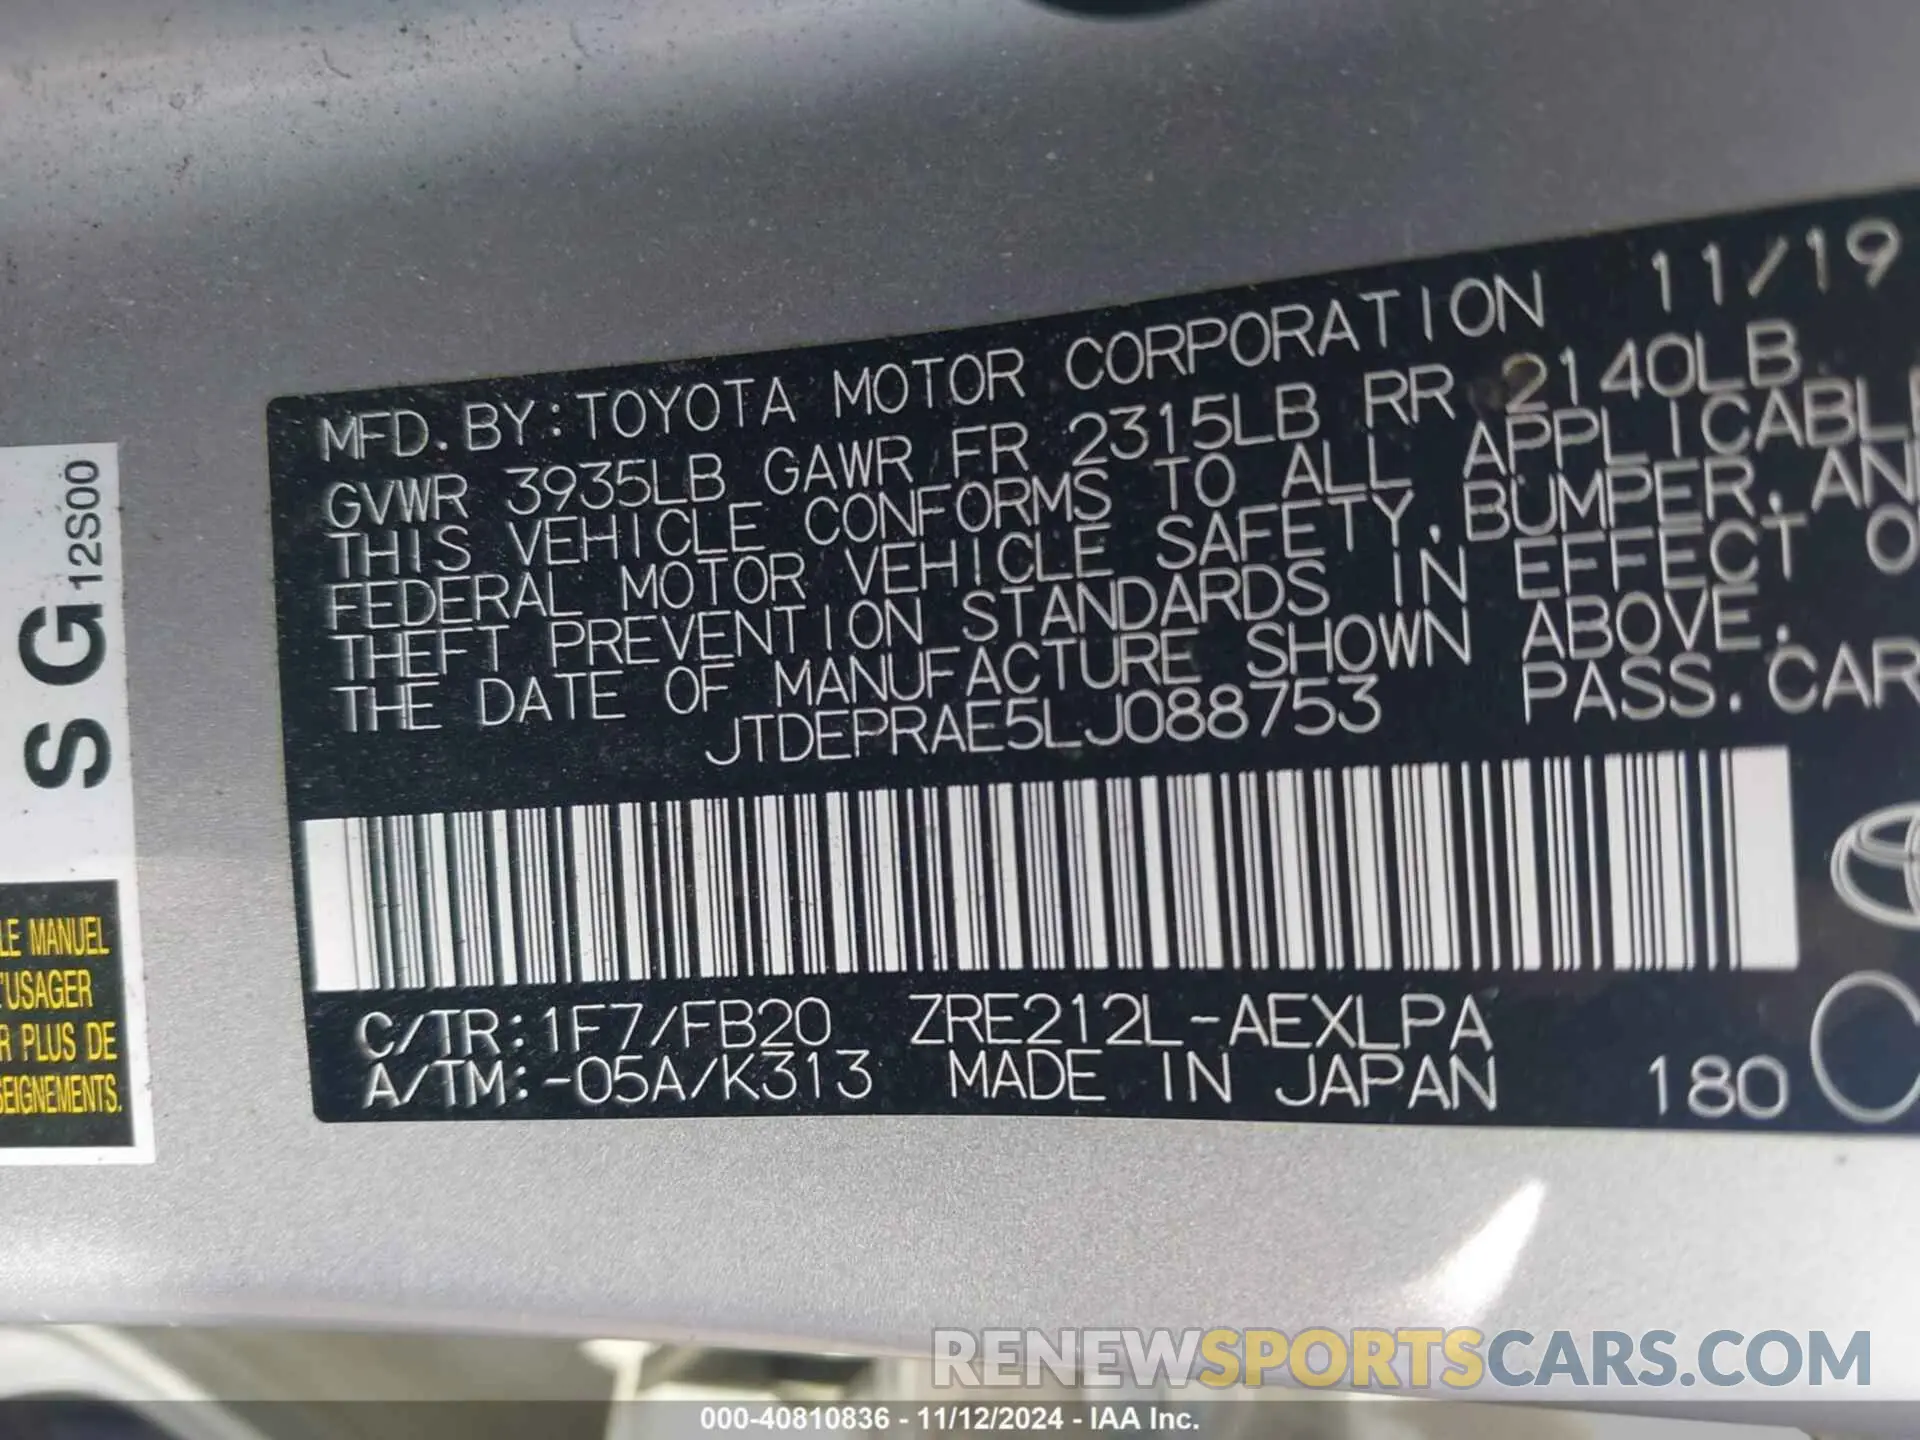 MFD. BY: TOYOTA MOTOR CORPORATION 11/19
GVWR 3935LB GAWR FR 2315LB RR 2140LB
THIS VEHICLE CONFORMS TO ALL APPLICABLE
FEDERAL MOTOR VEHICLE SAFETY, BUMPER, AN
THEFT PREVENTION STANDARDS IN EFFECT O
THE DATE OF MANUFACTURE SHOWN ABOVE.
JTDEPRAE5LJ088753 PASS. CAR
C/TR: 1F7/FB20 ZRE212L-AEXLPA
A/TM: -05A/K313 MADE IN JAPAN 180
SG12S00
LE MANUEL
'USAGER
R PLUS DE
SEIGNEMENTS.
RENEWSPORTSCARS.COM
000-40810836 - 11/12/2024 - IAA Inc.